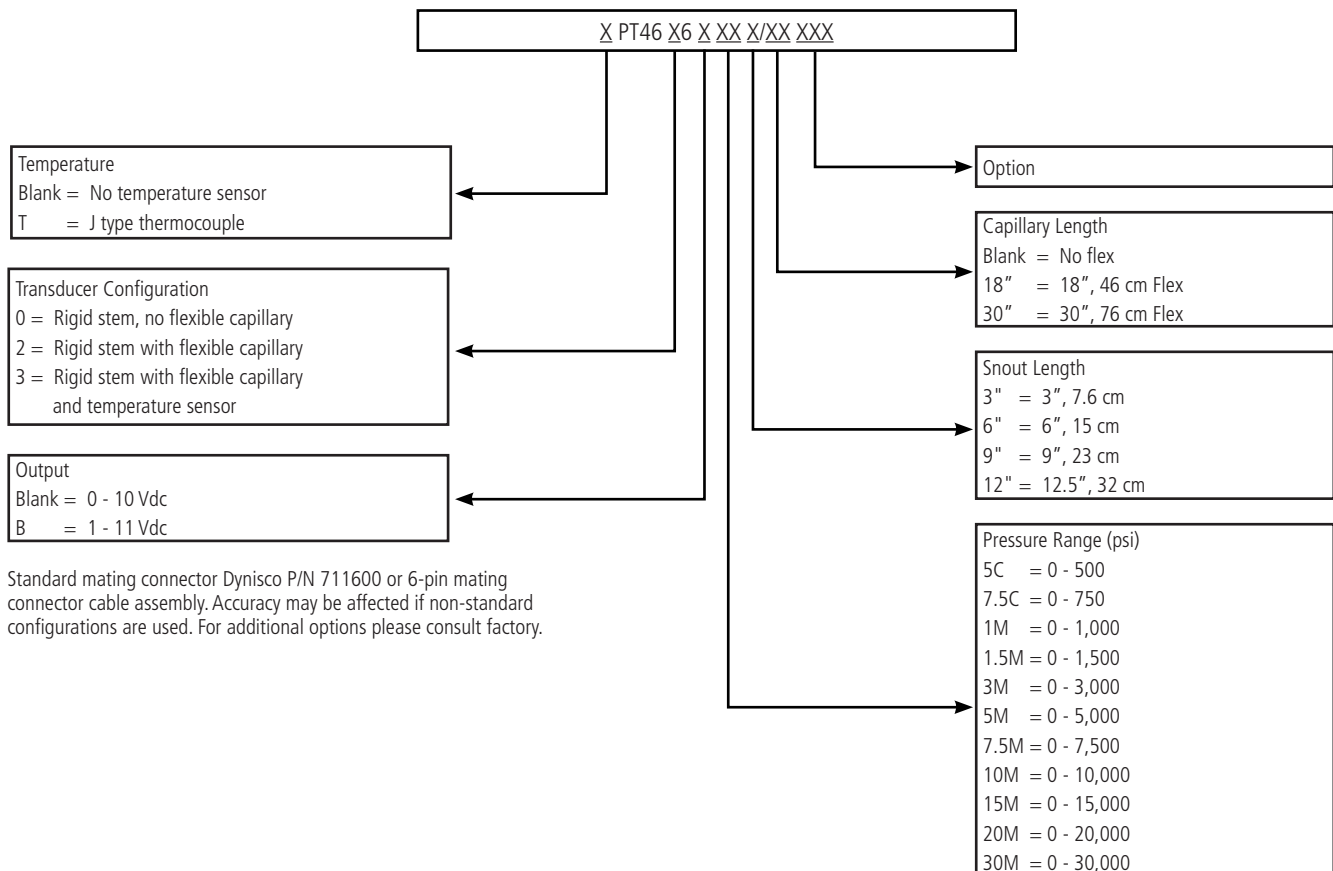 X PT46 X6 X XX X/XX XXX
Temperature
Blank = No temperature sensor
T = J type thermocouple
Transducer Configuration
0 = Rigid stem, no flexible capillary
2 = Rigid stem with flexible capillary
3 = Rigid stem with flexible capillary
and temperature sensor
Output
Blank = 0 - 10 Vdc
B = 1 - 11 Vdc
Standard mating connector Dynisco P/N 711600 or 6-pin mating
connector cable assembly. Accuracy may be affected if non-standard
configurations are used. For additional options please consult factory.
Option
Capillary Length
Blank = No flex
18” = 18”, 46 cm Flex
30” = 30”, 76 cm Flex
Snout Length
3" = 3”, 7.6 cm
6" = 6”, 15 cm
9" = 9”, 23 cm
12" = 12.5”, 32 cm
Pressure Range (psi)
5C = 0 - 500
7.5C = 0 - 750
1M = 0 - 1,000
1.5M = 0 - 1,500
3M = 0 - 3,000
5M = 0 - 5,000
7.5M = 0 - 7,500
10M = 0 - 10,000
15M = 0 - 15,000
20M = 0 - 20,000
30M = 0 - 30,000